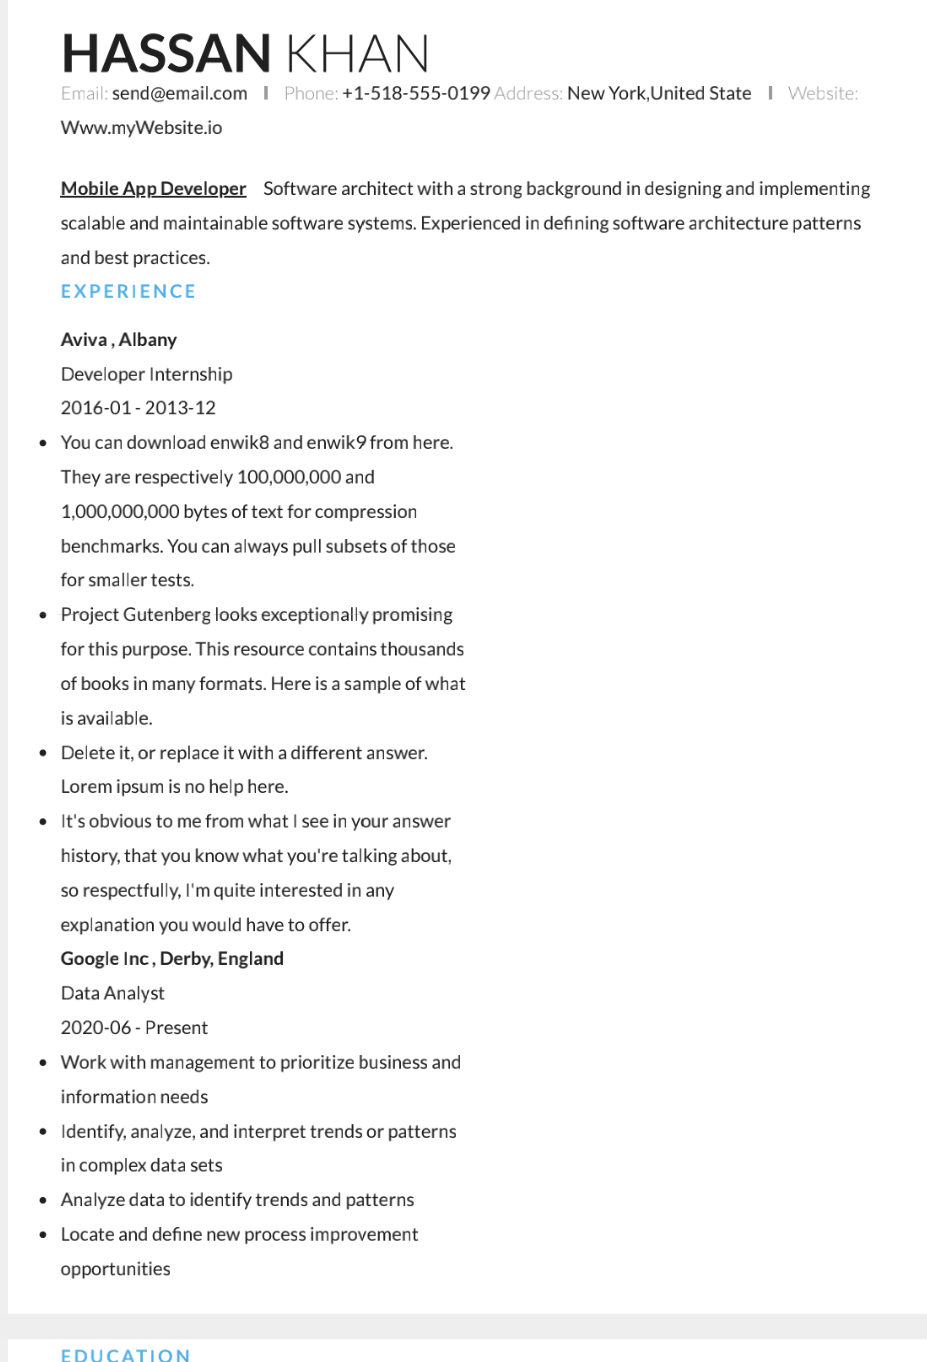 HASSAN KHAN
Email: send@email.com | Phone: +1-518-555-0199 Address: New York,United State | Website:
Www.myWebsite.io
Mobile App Developer Software architect with a strong background in designing and implementing
scalable and maintainable software systems. Experienced in defining software architecture patterns
and best practices.
EXPERIENCE
Aviva , Albany
Developer Internship
2016-01 - 2013-12
• You can download enwik8 and enwik9 from here.
They are respectively 100,000,000 and
1,000,000,000 bytes of text for compression
benchmarks. You can always pull subsets of those
for smaller tests.
• Project Gutenberg looks exceptionally promising
for this purpose. This resource contains thousands
of books in many formats. Here is a sample of what
is available.
• Delete it, or replace it with a different answer.
Lorem ipsum is no help here.
• It's obvious to me from what I see in your answer
history, that you know what you're talking about,
so respectfully, I'm quite interested in any
explanation you would have to offer.
Google Inc , Derby, England
Data Analyst
2020-06 - Present
• Work with management to prioritize business and
information needs
• Identify, analyze, and interpret trends or patterns
in complex data sets
• Analyze data to identify trends and patterns
• Locate and define new process improvement
opportunities
EDUCATION